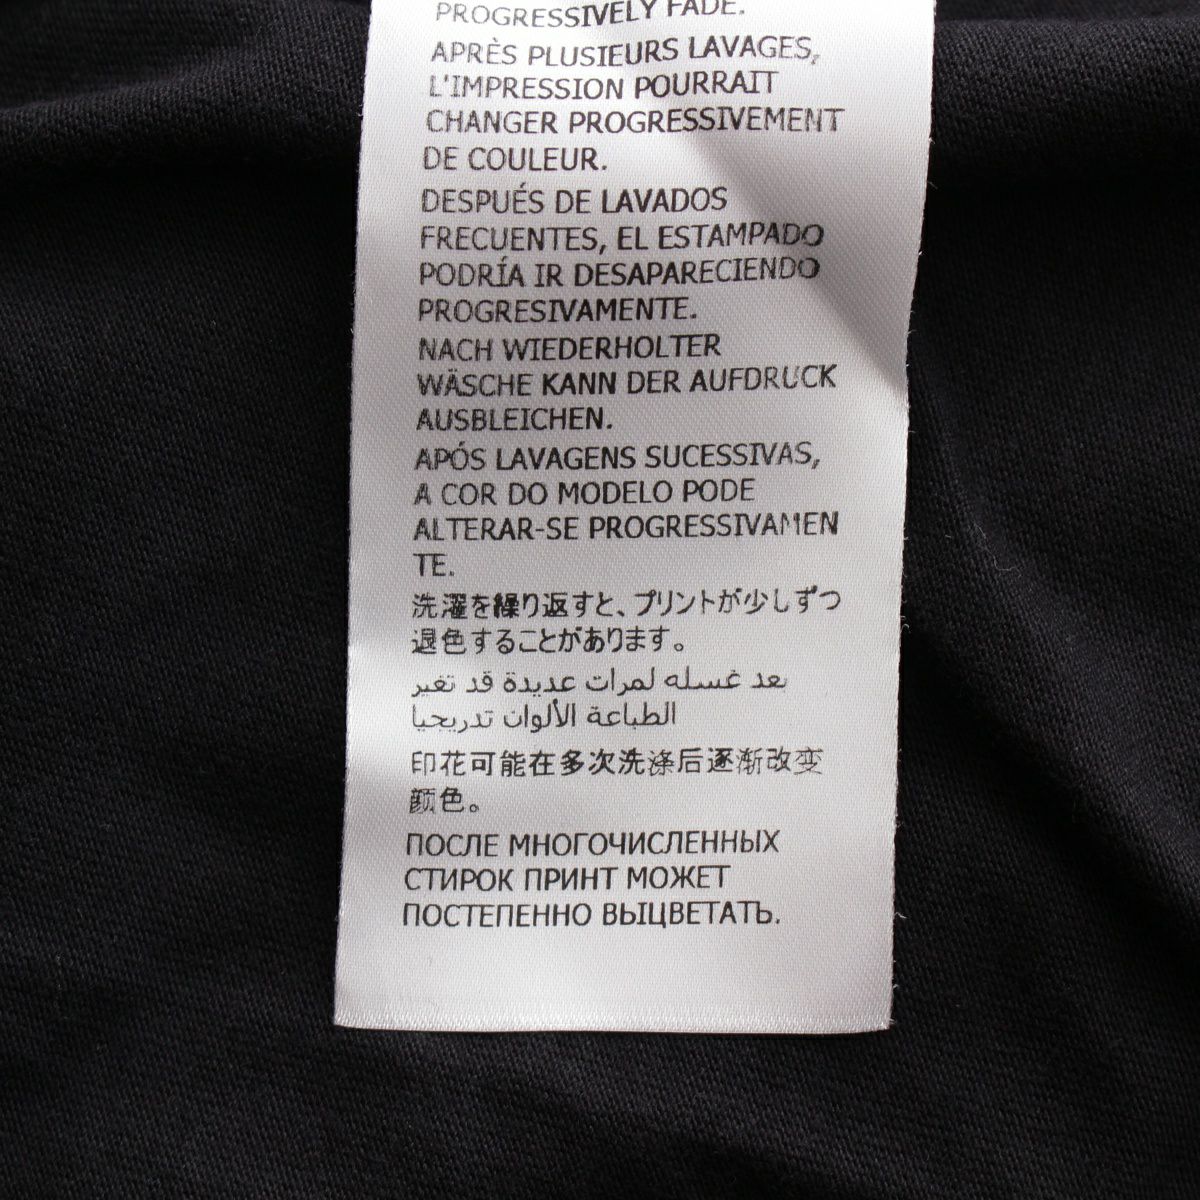 PROGRESSIVELY FADE.
APRÈS PLUSIEURS LAVAGES,
L'IMPRESSION POURRAIT
CHANGER PROGRESSIVEMENT
DE COULEUR.
DESPUÉS DE LAVADOS
FRECUENTES, EL ESTAMPADO
PODRÍA IR DESAPARECIENDO
PROGRESIVAMENTE.
NACH WIEDERHOLTER
WÄSCHE KANN DER AUFDRUCK
AUSBLEICHEN.
APÓS LAVAGENS SUCESSIVAS,
A COR DO MODELO PODE
ALTERAR-SE PROGRESSIVAMEN
TE.
洗濯を繰り返すと、プリントが少しずつ
退色することがあります。
بعد غسله لمرات عديدة قد تغير
الطباعة الألوان تدريجيا
印花可能在多次洗涤后逐渐改变
颜色。
ПОСЛЕ МНОГОЧИСЛЕННЫХ
СТИРОК ПРИНТ МОЖЕТ
ПОСТЕПЕННО ВЫЦВЕТАТЬ.